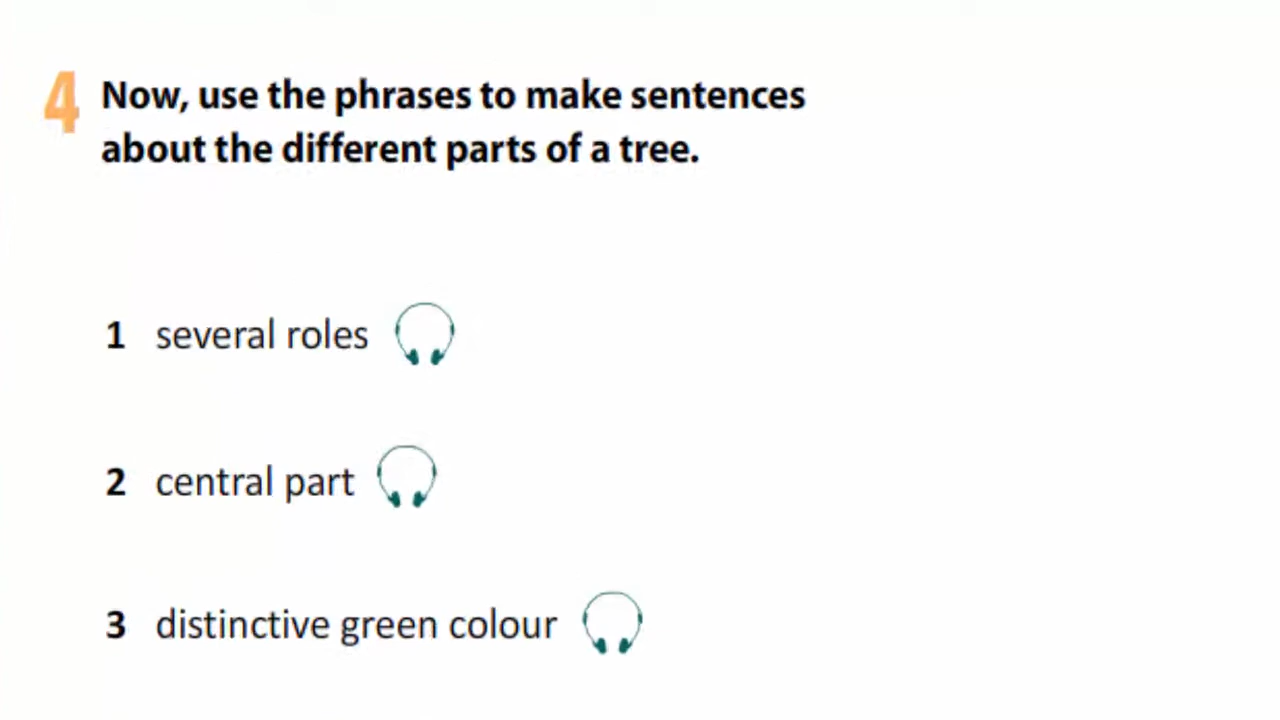 4 Now, use the phrases to make sentences
about the different parts of a tree.
1 several roles
2 central part
3 distinctive green colour